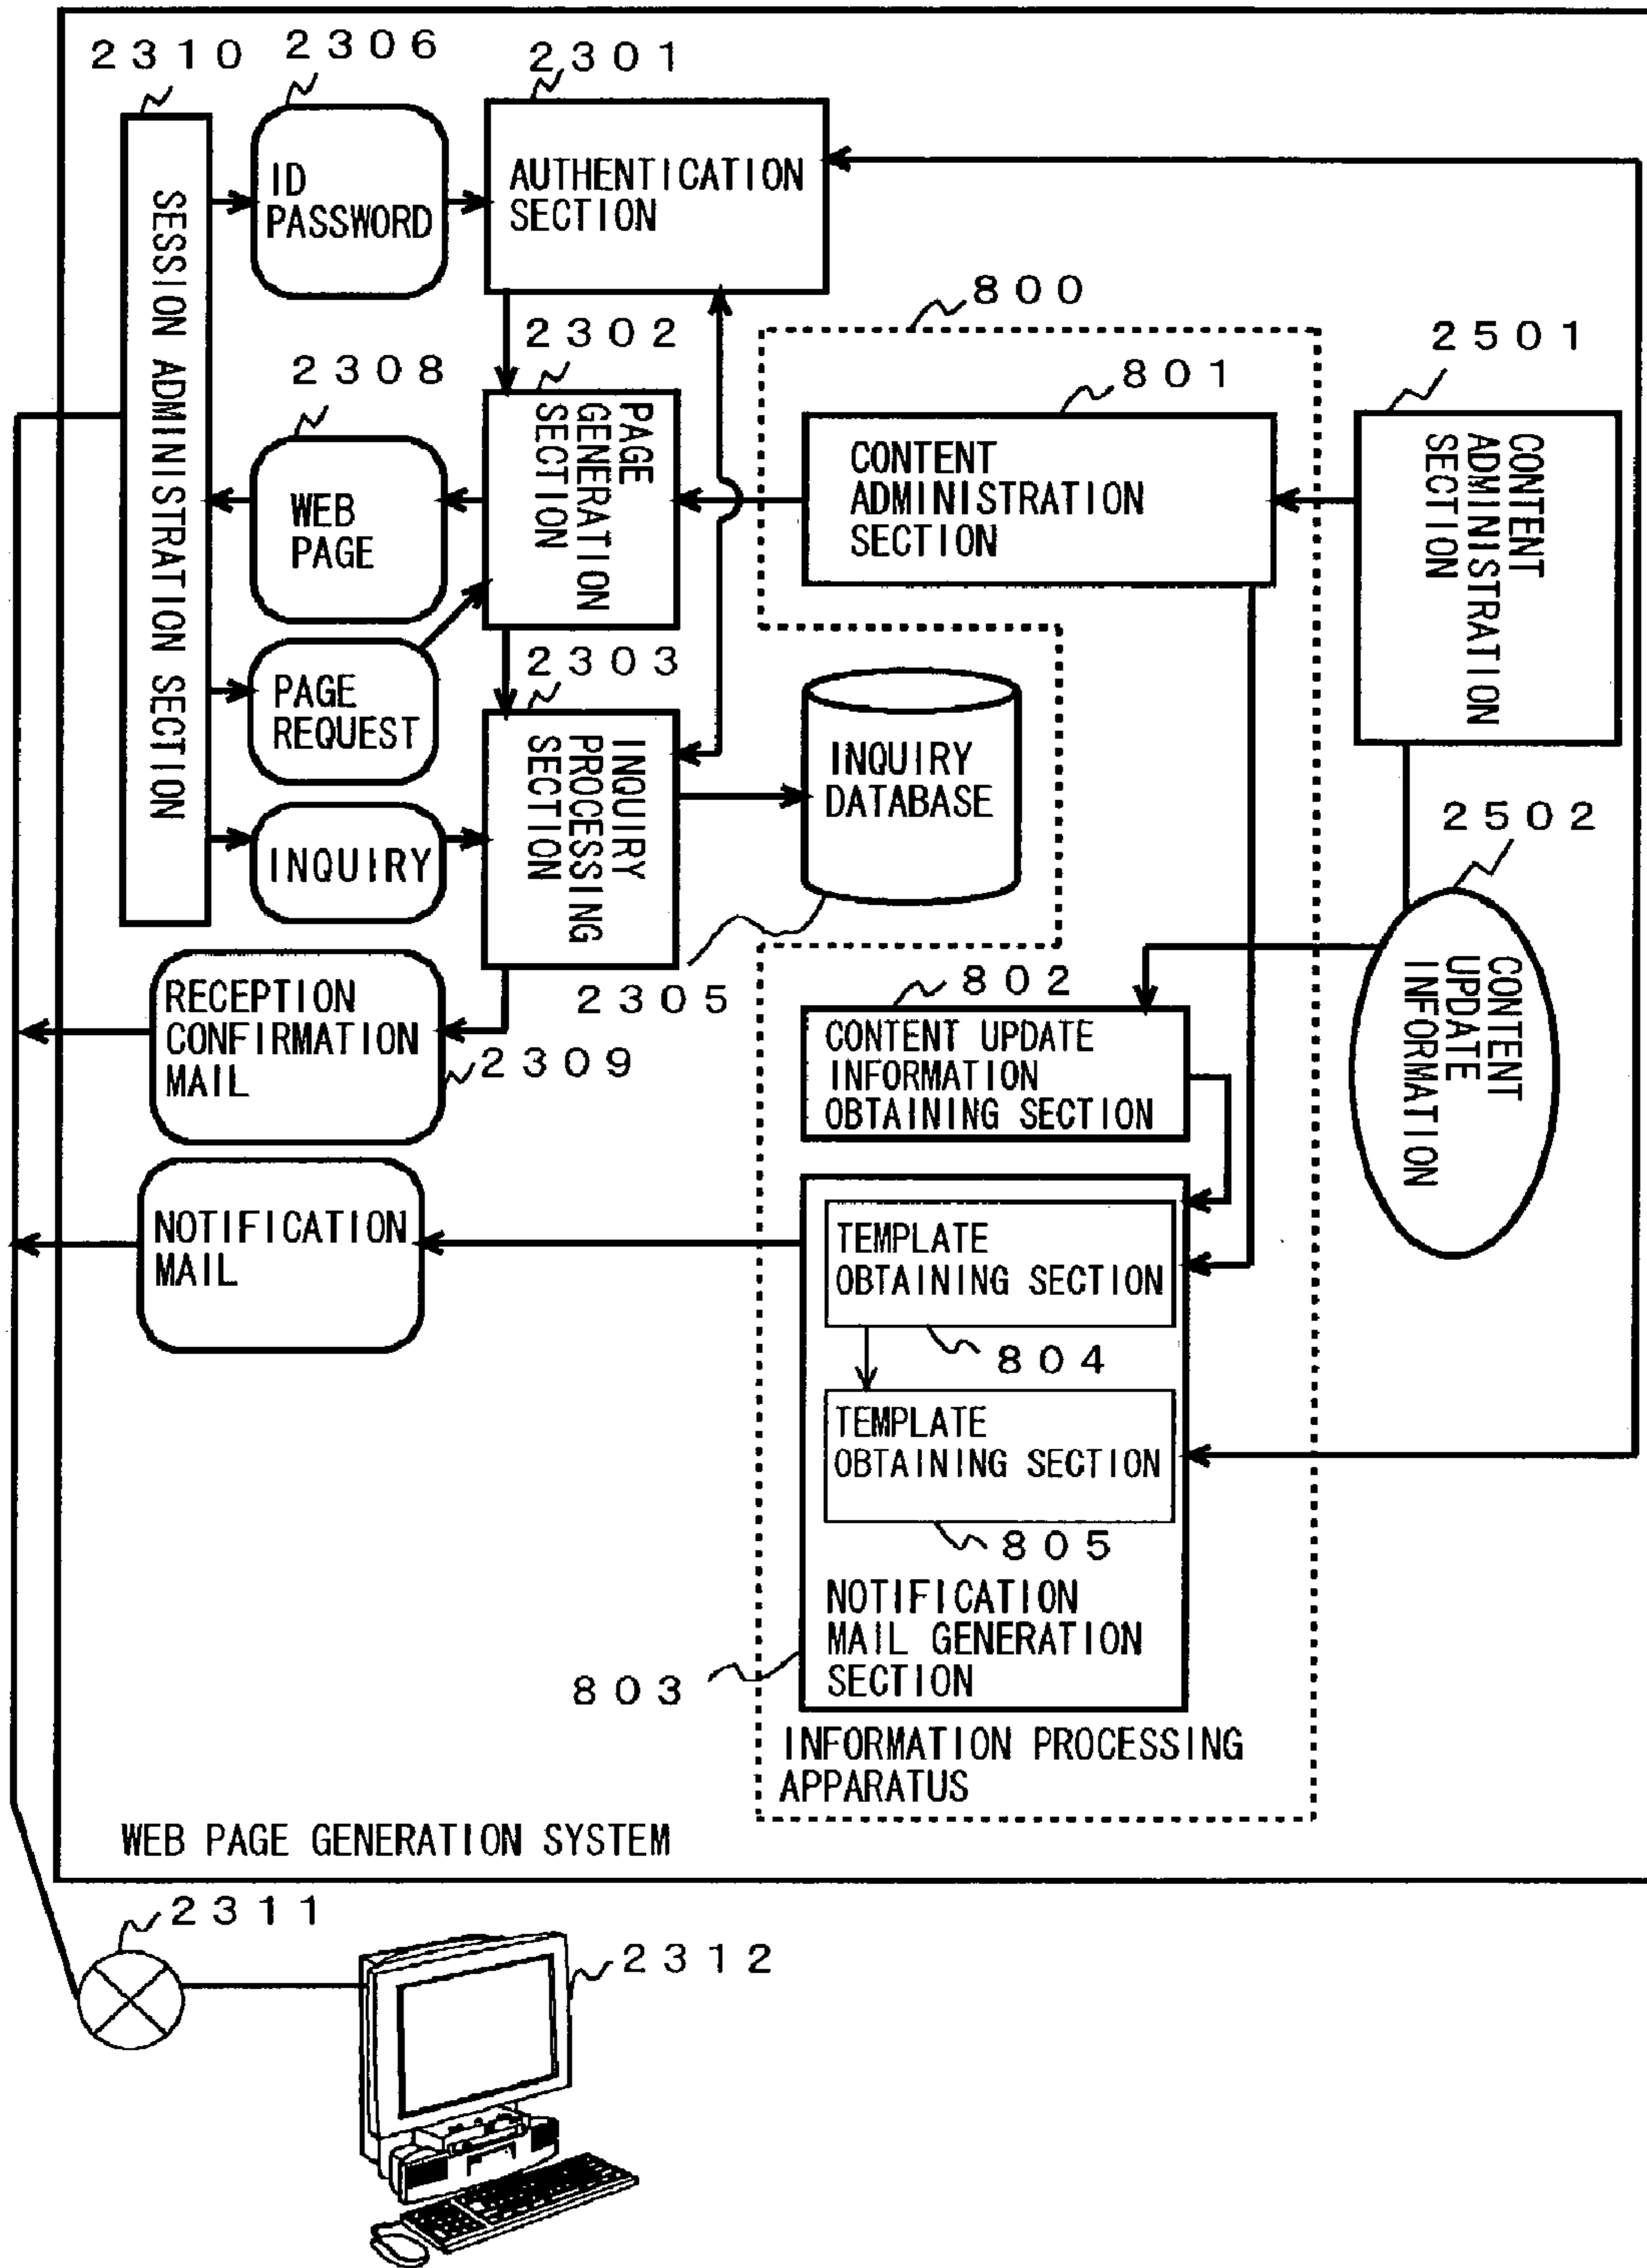 2310
2306
2301
SESSION ADMINISTRATION SECTION
ID
PASSWORD
AUTHENTICATION
SECTION
800
2302
2308
801
2501
PAGE
GENERATION
SECTION
WEB
PAGE
CONTENT
ADMINISTRATION
SECTION
CONTENT
ADMINISTRATION
SECTION
2303
PAGE
REQUEST
INQUIRY
PROCESSING
SECTION
INQUIRY
DATABASE
INQUIRY
2502
2305
CONTENT
UPDATE
INFORMATION
RECEPTION
CONFIRMATION
MAIL
2309
802
CONTENT UPDATE
INFORMATION
OBTAINING SECTION
NOTIFICATION
MAIL
TEMPLATE
OBTAINING SECTION
804
TEMPLATE
OBTAINING SECTION
805
NOTIFICATION
MAIL GENERATION
SECTION
803
INFORMATION PROCESSING
APPARATUS
WEB PAGE GENERATION SYSTEM
2311
2312